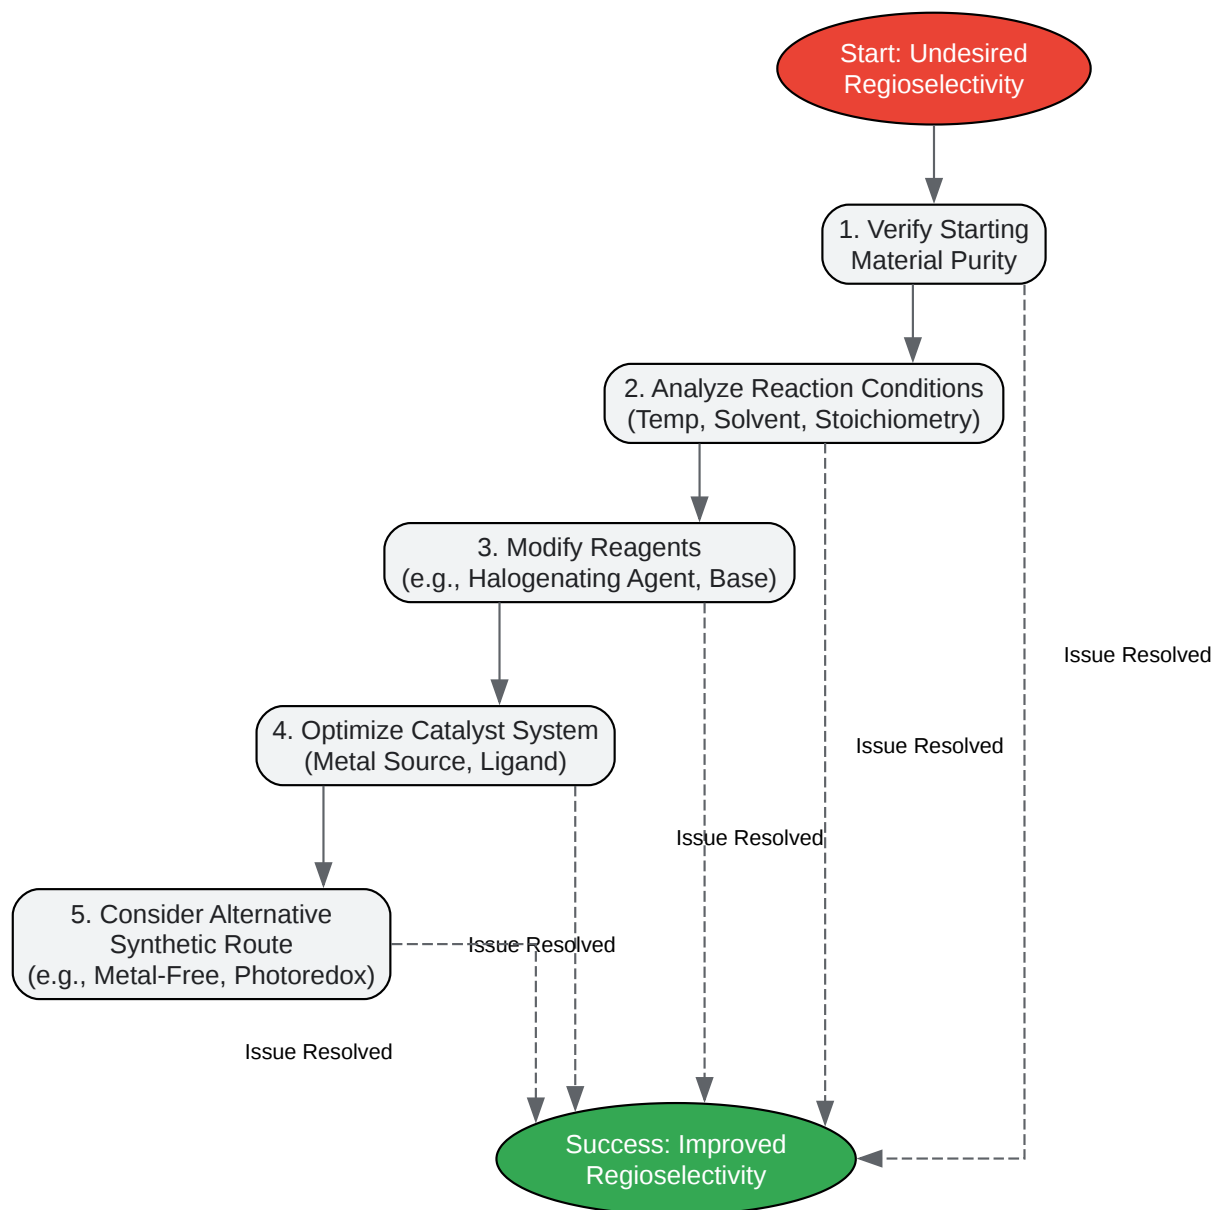 Start: Undesired
Regioselectivity
1. Verify Starting
Material Purity
2. Analyze Reaction Conditions
(Temp, Solvent, Stoichiometry)
3. Modify Reagents
(e.g., Halogenating Agent, Base)
Issue Resolved
4. Optimize Catalyst System
(Metal Source, Ligand)
Issue Resolved
Issue Resolved
5. Consider Alternative
Synthetic Route
(e.g., Metal-Free, Photoredox)
Issue Resolved
Issue Resolved
Success: Improved
Regioselectivity